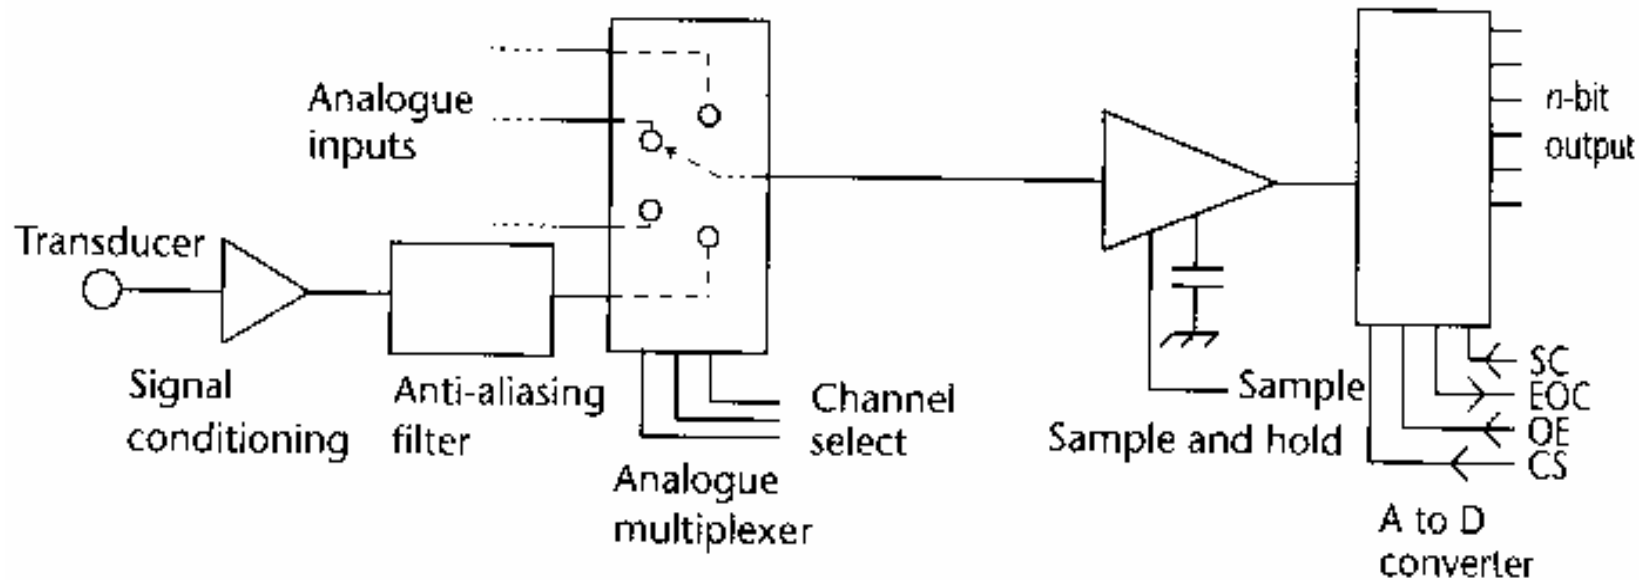 Analogue
inputs
n-bit
output
Transducer
Signal
conditioning
Anti-aliasing
filter
Channel
select
Analogue
multiplexer
Sample
Sample and hold
SC
EOC
OE
CS
A to D
converter